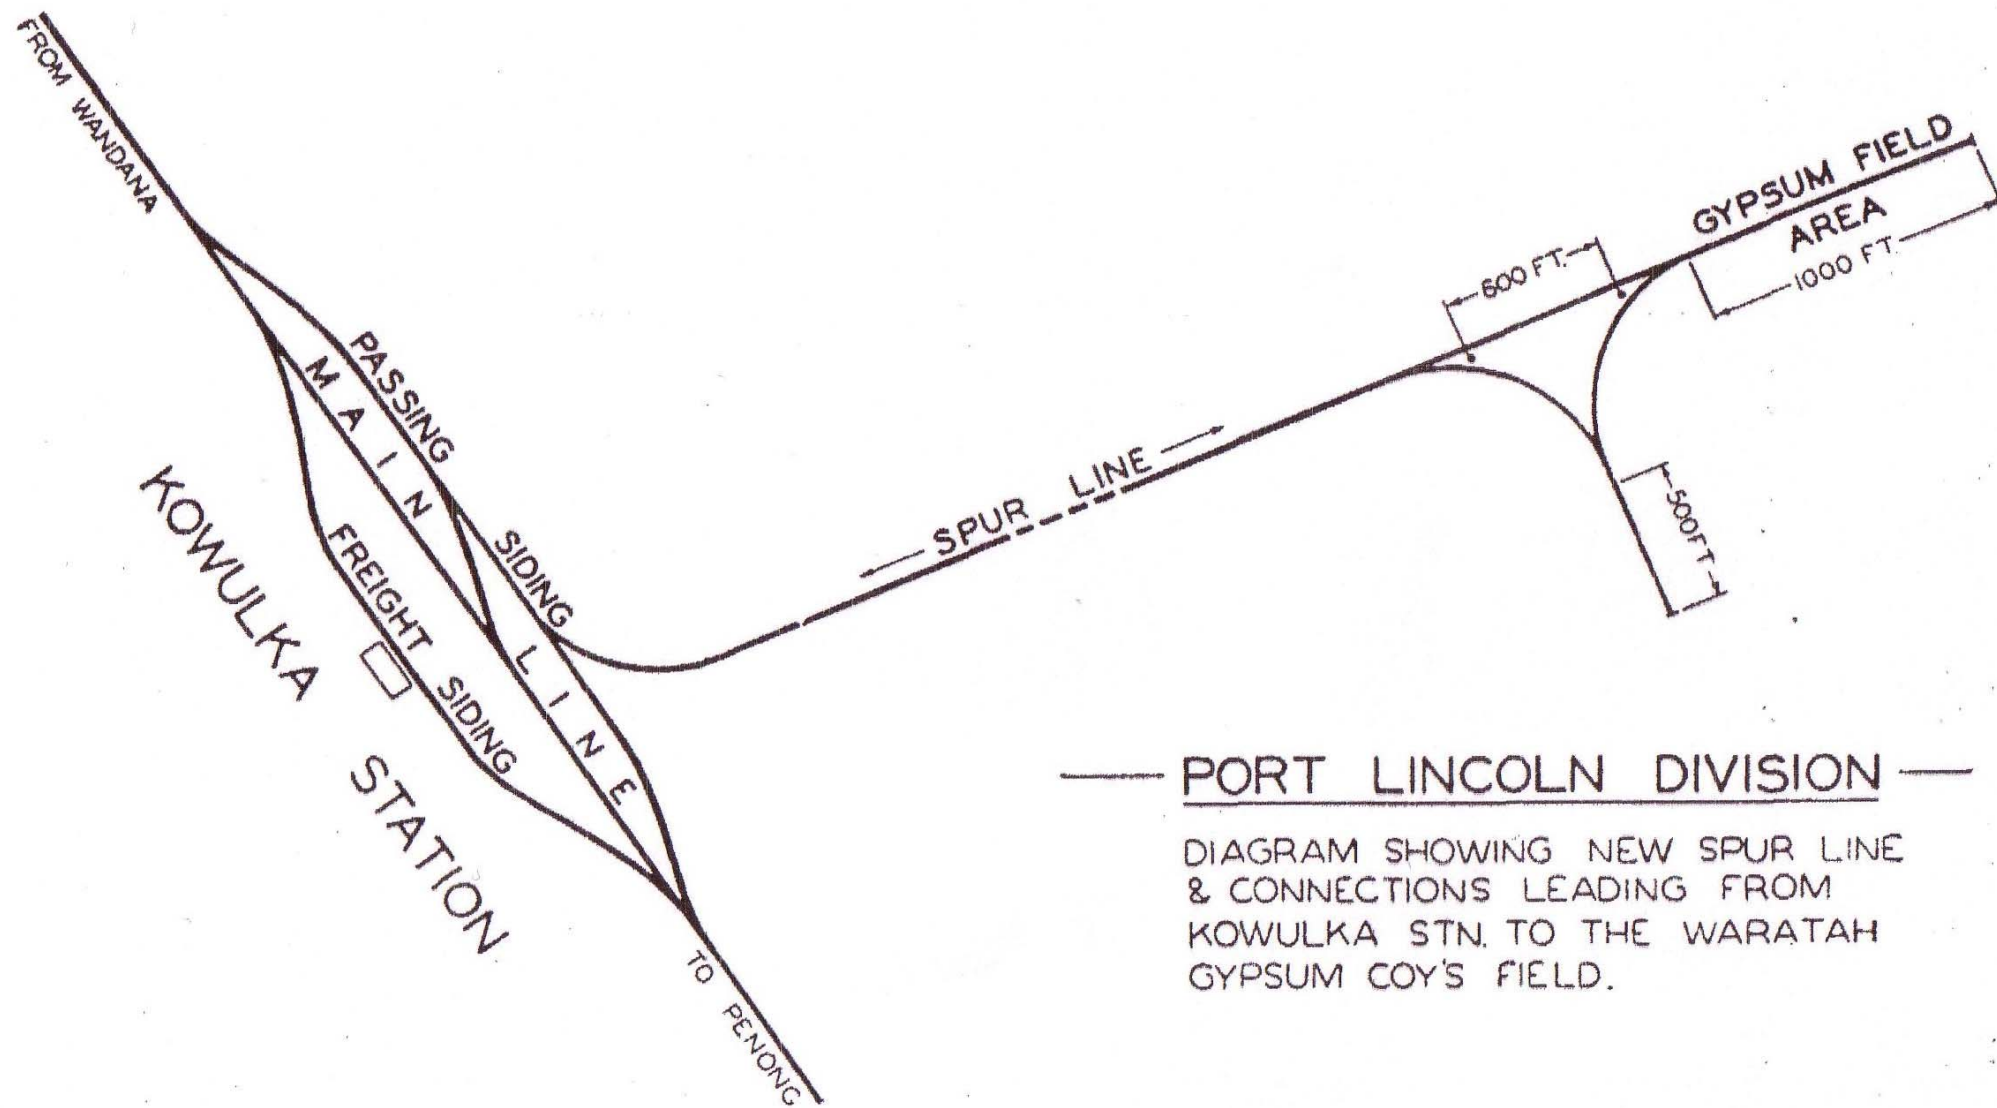 FROM WANDANA
PASSING SIDING
MAIN LINE
FREIGHT SIDING
KOWULKA STATION
TO PENONG
SPUR LINE
600 FT.
GYPSUM FIELD
AREA
1000 FT.
500FT
PORT LINCOLN DIVISION
DIAGRAM SHOWING NEW SPUR LINE
& CONNECTIONS LEADING FROM
KOWULKA STN. TO THE WARATAH
GYPSUM COY'S FIELD.